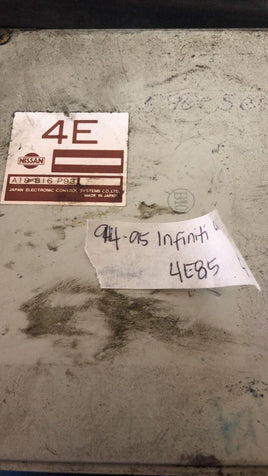 4E
NISSAN
A18-B16 P93
JAPAN ELECTRONIC CONTROL SYSTEMS CO.,LTD.
MADE IN JAPAN
94-95 Infiniti
4E85